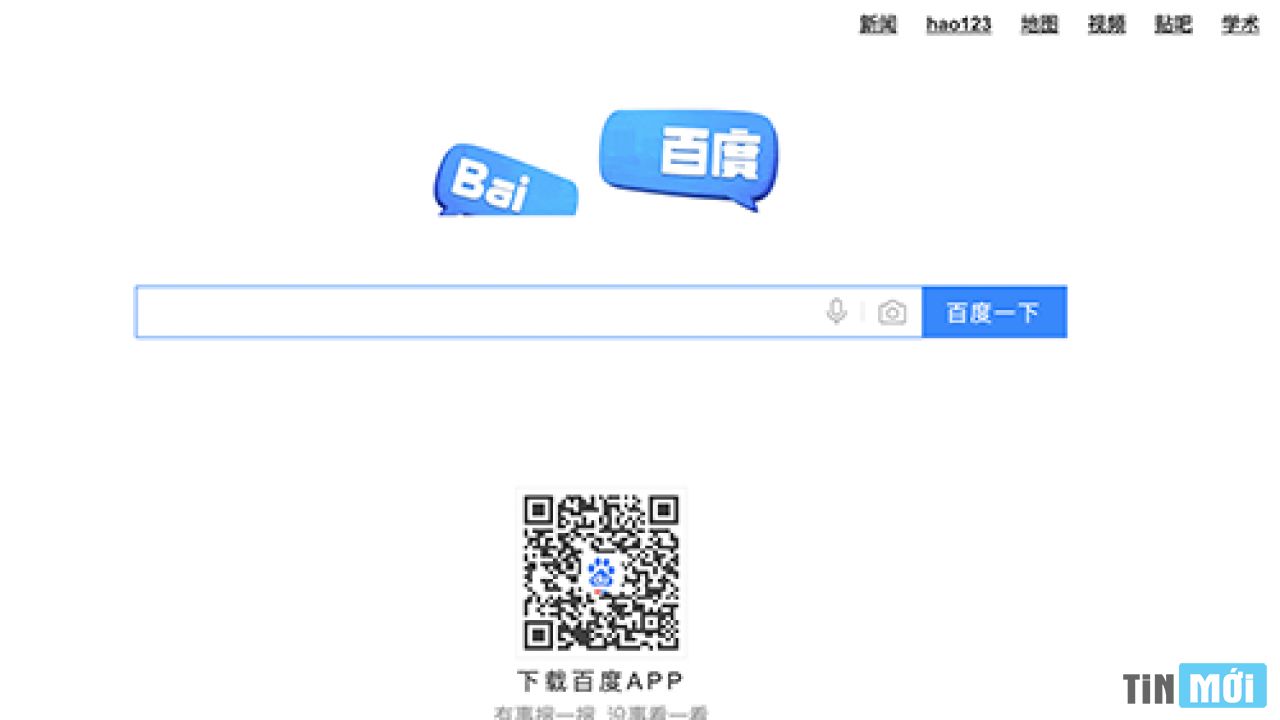 新闻 hao123 地图 视频 贴吧 学术
Bai 百度
百度一下
du
下载百度APP
有事搜一搜 没事看一看
TiN MỚI